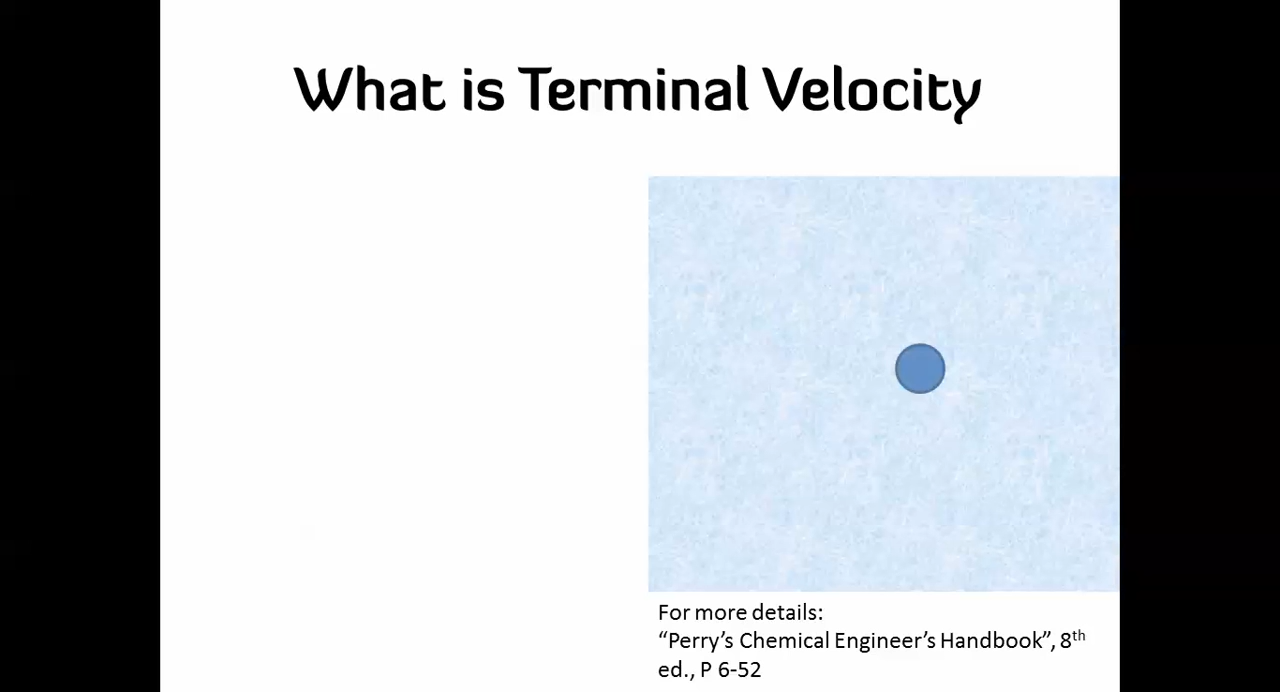 What is Terminal Velocity
For more details:
“Perry’s Chemical Engineer’s Handbook”, 8th
ed., P 6-52